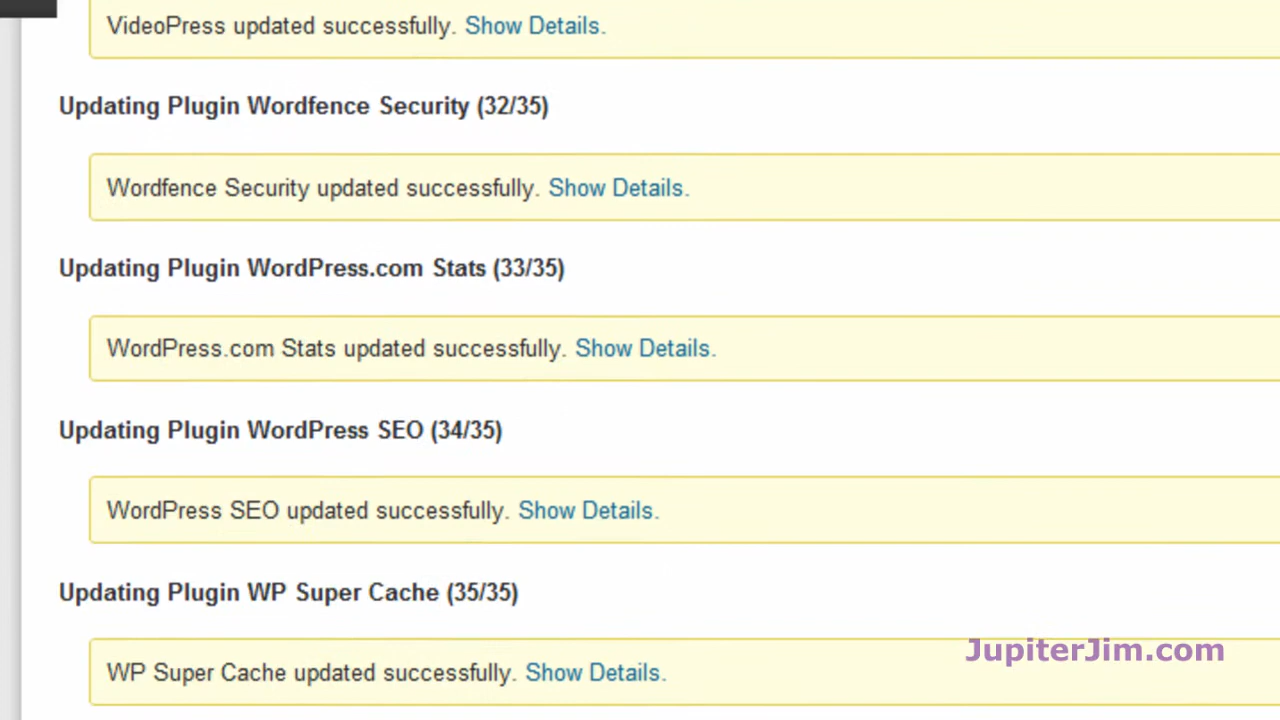 VideoPress updated successfully. Show Details.
Updating Plugin Wordfence Security (32/35)
Wordfence Security updated successfully. Show Details.
Updating Plugin WordPress.com Stats (33/35)
WordPress.com Stats updated successfully. Show Details.
Updating Plugin WordPress SEO (34/35)
WordPress SEO updated successfully. Show Details.
Updating Plugin WP Super Cache (35/35)
JupiterJim.com
WP Super Cache updated successfully. Show Details.